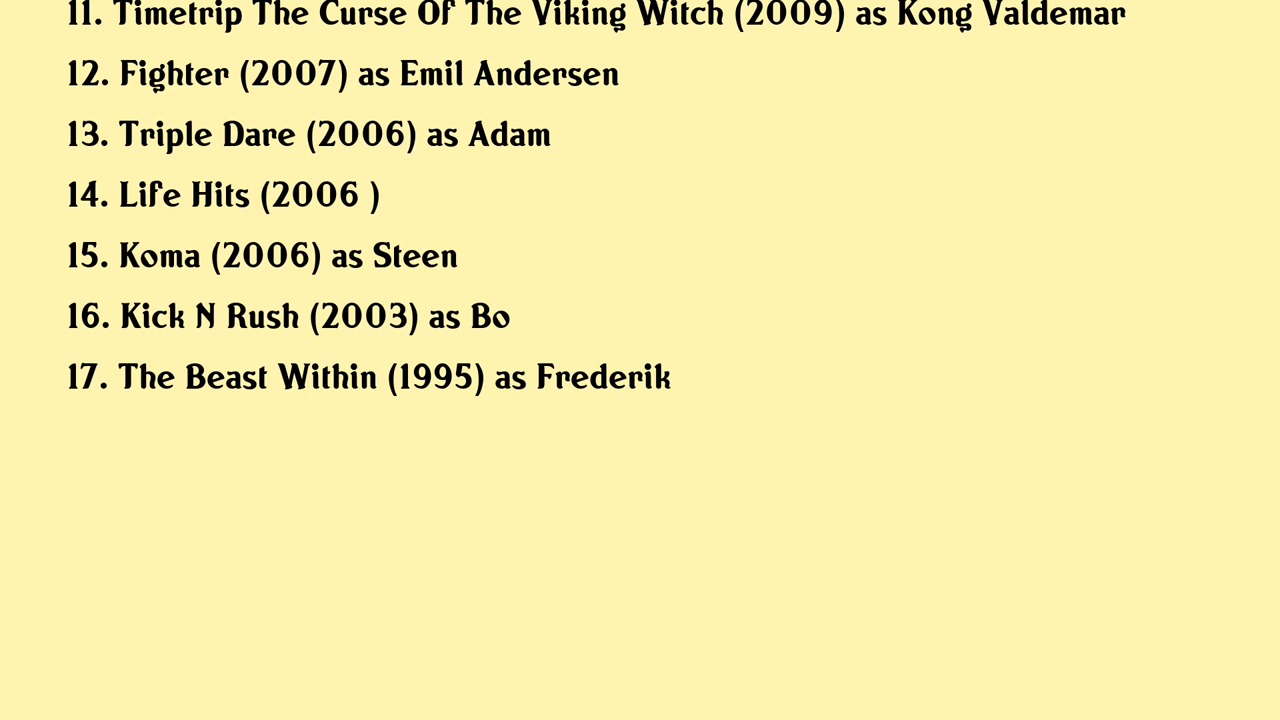 11. Timetrip The Curse Of The Viking Witch (2009) as Kong Valdemar
12. Fighter (2007) as Emil Andersen
13. Triple Dare (2006) as Adam
14. Life Hits (2006 )
15. Koma (2006) as Steen
16. Kick N Rush (2003) as Bo
17. The Beast Within (1995) as Frederik